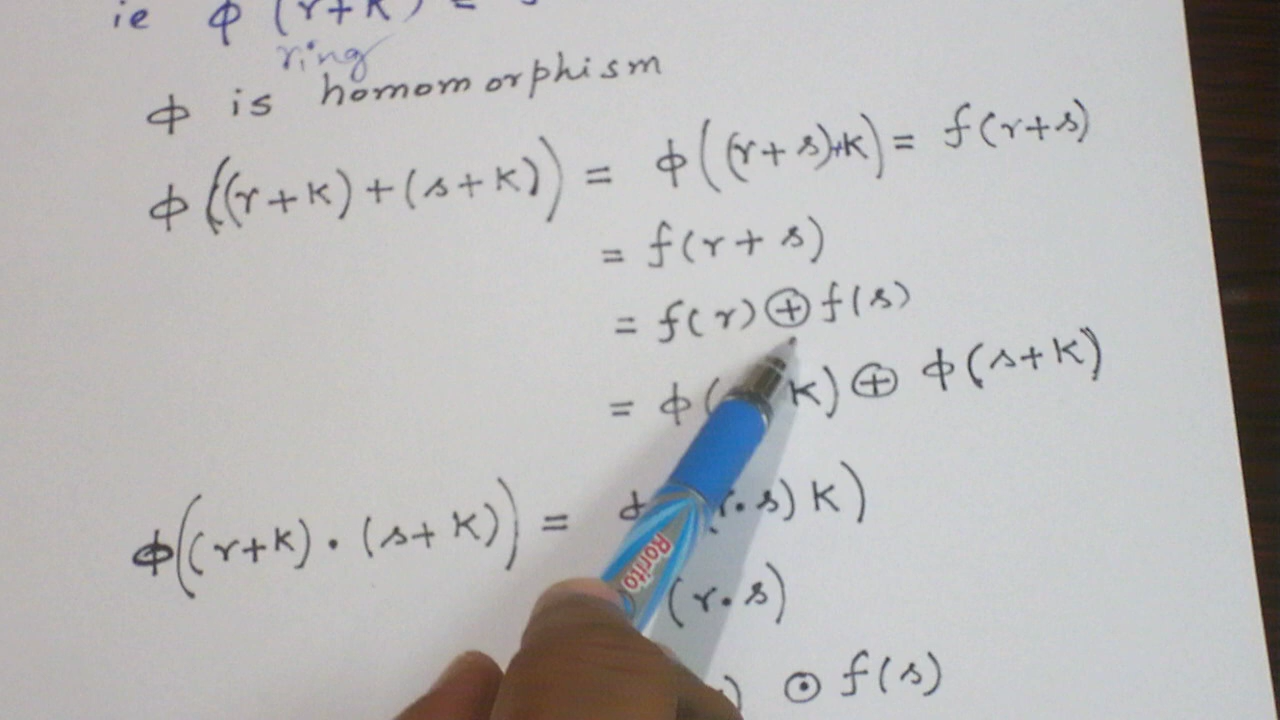 ie ϕ (r+k) =
ring
ϕ is homomorphism
ϕ((r+k)+(s+k)) = ϕ((r+s)+k) = f(r+s)
= f(r+s)
= f(r) ⊕ f(s)
= ϕ( k) ⊕ ϕ(s+k)
ϕ((r+k)·(s+k)) = r·s) k)
(r·s)
) ⊙ f(s)
Rorito